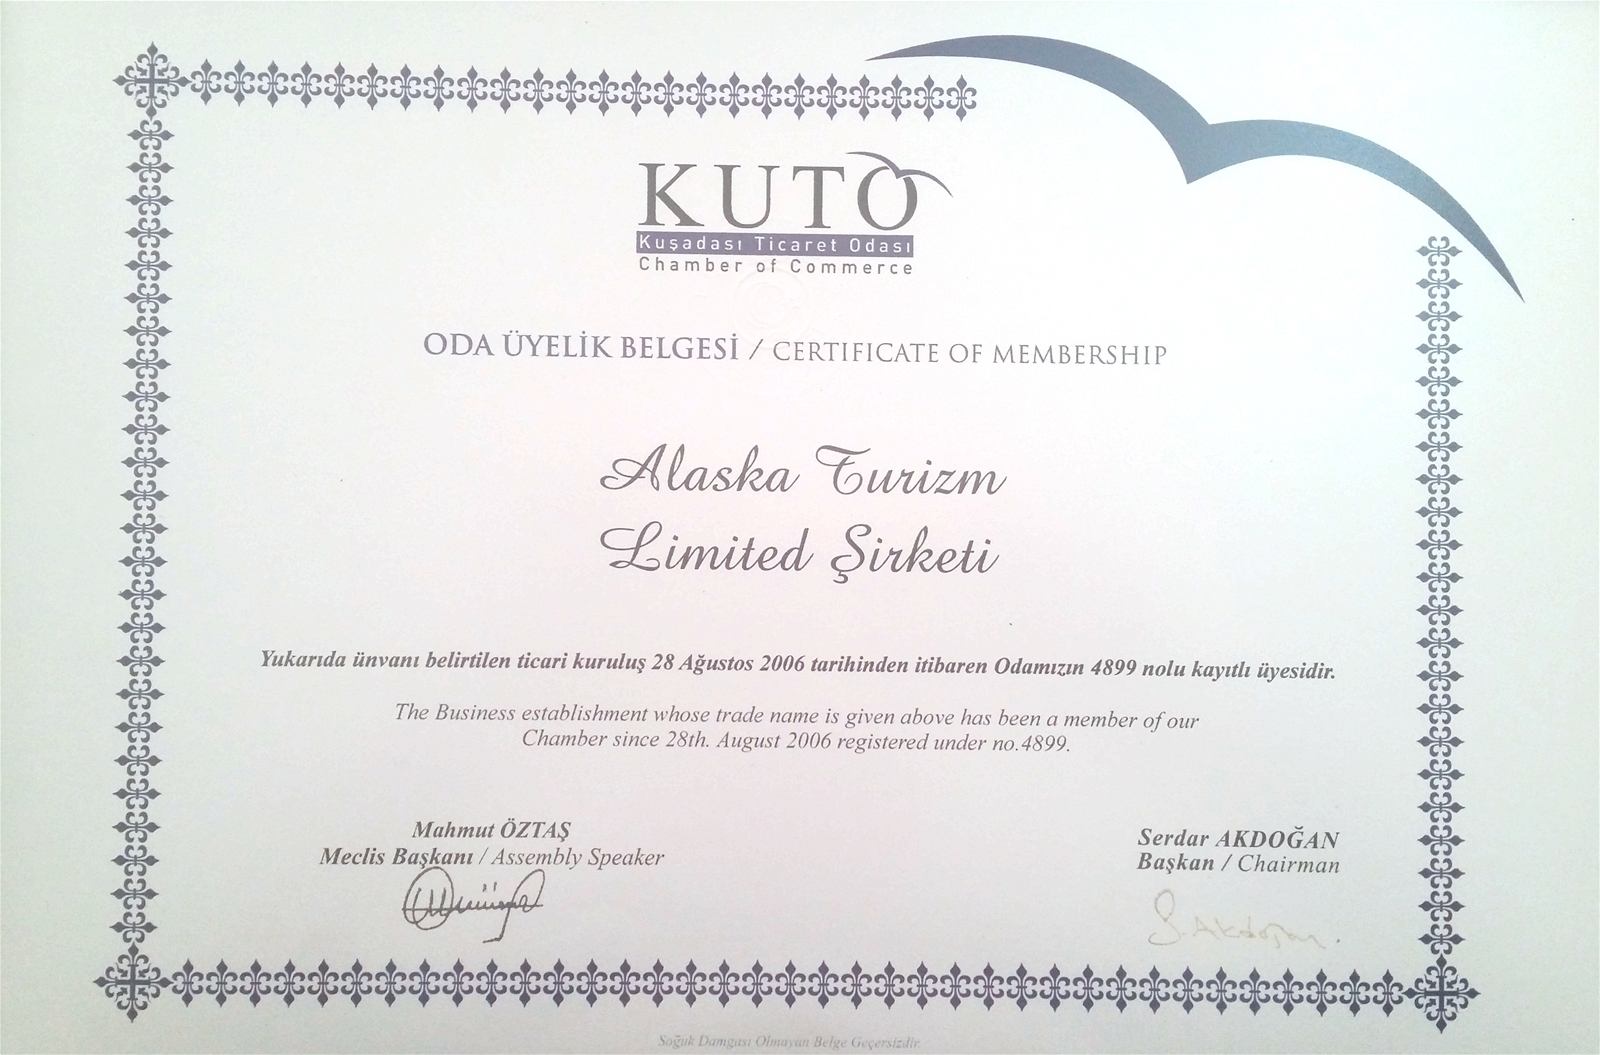 KUTO
Kuşadası Ticaret Odası
Chamber of Commerce
ODA ÜYELİK BELGESİ / CERTIFICATE OF MEMBERSHIP
Alaska Turizm
Limited Şirketi
Yukarıda ünvanı belirtilen ticari kuruluş 28 Ağustos 2006 tarihinden itibaren Odamızın 4899 nolu kayıtlı üyesidir.
The Business establishment whose trade name is given above has been a member of our
Chamber since 28th. August 2006 registered under no.4899.
Mahmut ÖZTAŞ
Meclis Başkanı / Assembly Speaker
Serdar AKDOĞAN
Başkan / Chairman
S. Akdoğan.
Soğuk Damgası Olmayan Belge Geçersizdir.